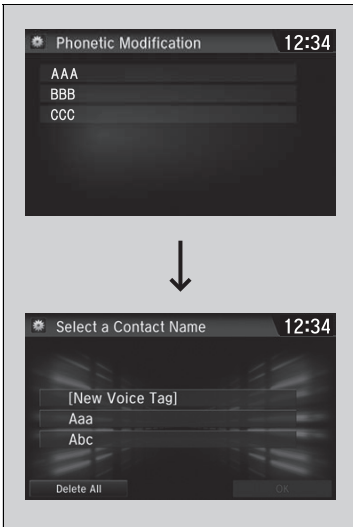 Phonetic Modification 12:34
AAA
BBB
CCC
Select a Contact Name 12:34
[New Voice Tag]
Aaa
Abc
Delete All OK